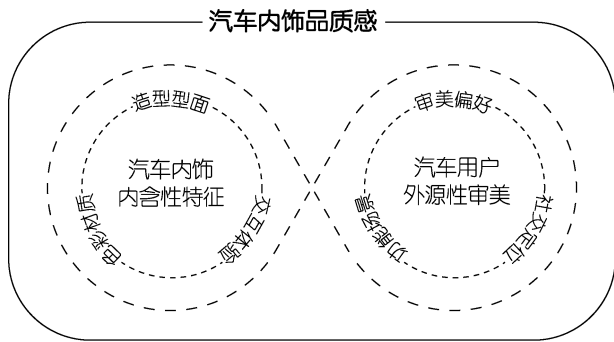 汽车内饰品质感
造型型面
汽车内饰
内含性特征
色彩材质
交互体验
审美偏好
汽车用户
外源性审美
功能场景
社交定位